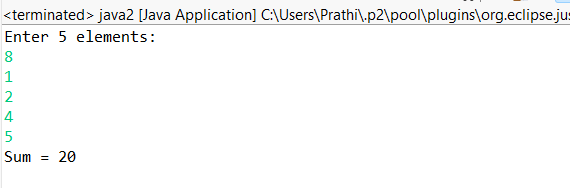 <terminated> java2 [Java Application] C:\Users\Prathi\.p2\pool\plugins\org.eclipse.jus
Enter 5 elements:
8
1
2
4
5
Sum = 20